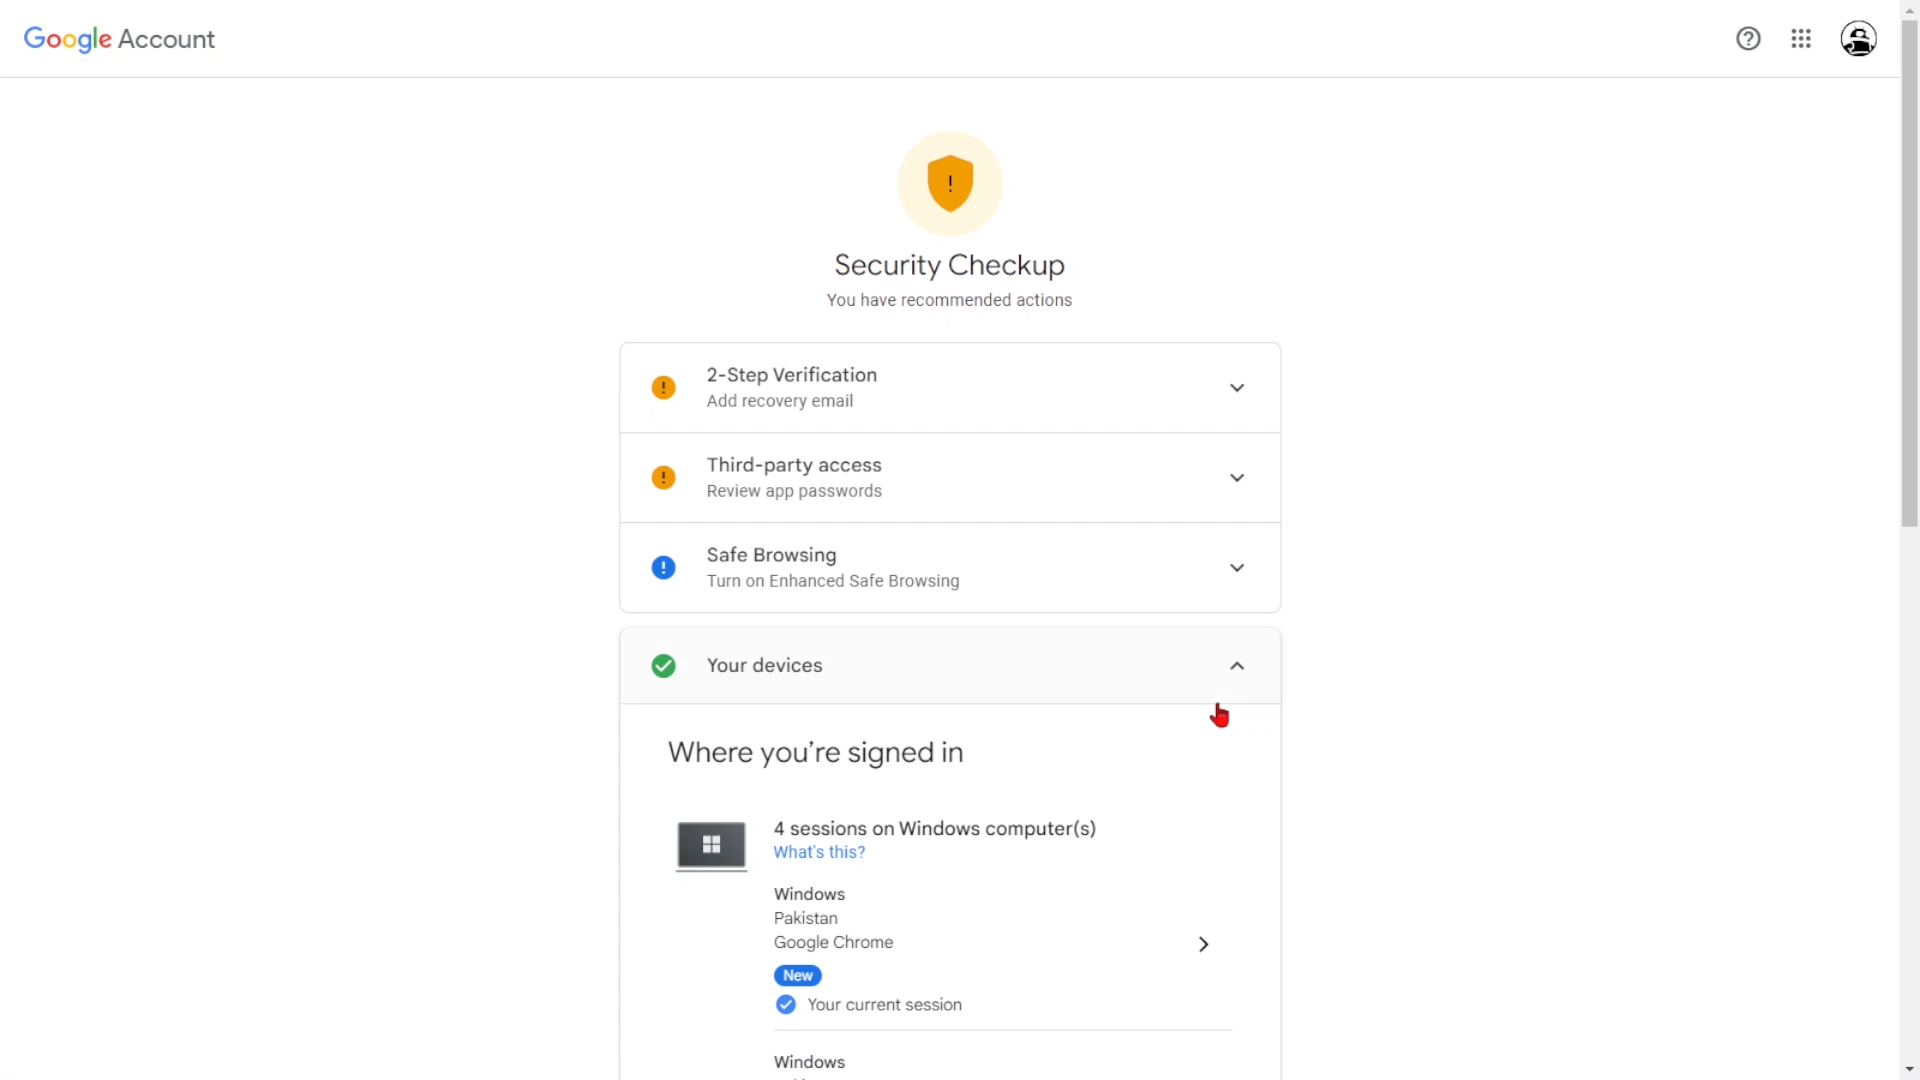 Google Account
Security Checkup
You have recommended actions
2-Step Verification
Add recovery email
Third-party access
Review app passwords
Safe Browsing
Turn on Enhanced Safe Browsing
Your devices
Where you’re signed in
4 sessions on Windows computer(s)
What's this?
Windows
Pakistan
Google Chrome
New
Your current session
Windows